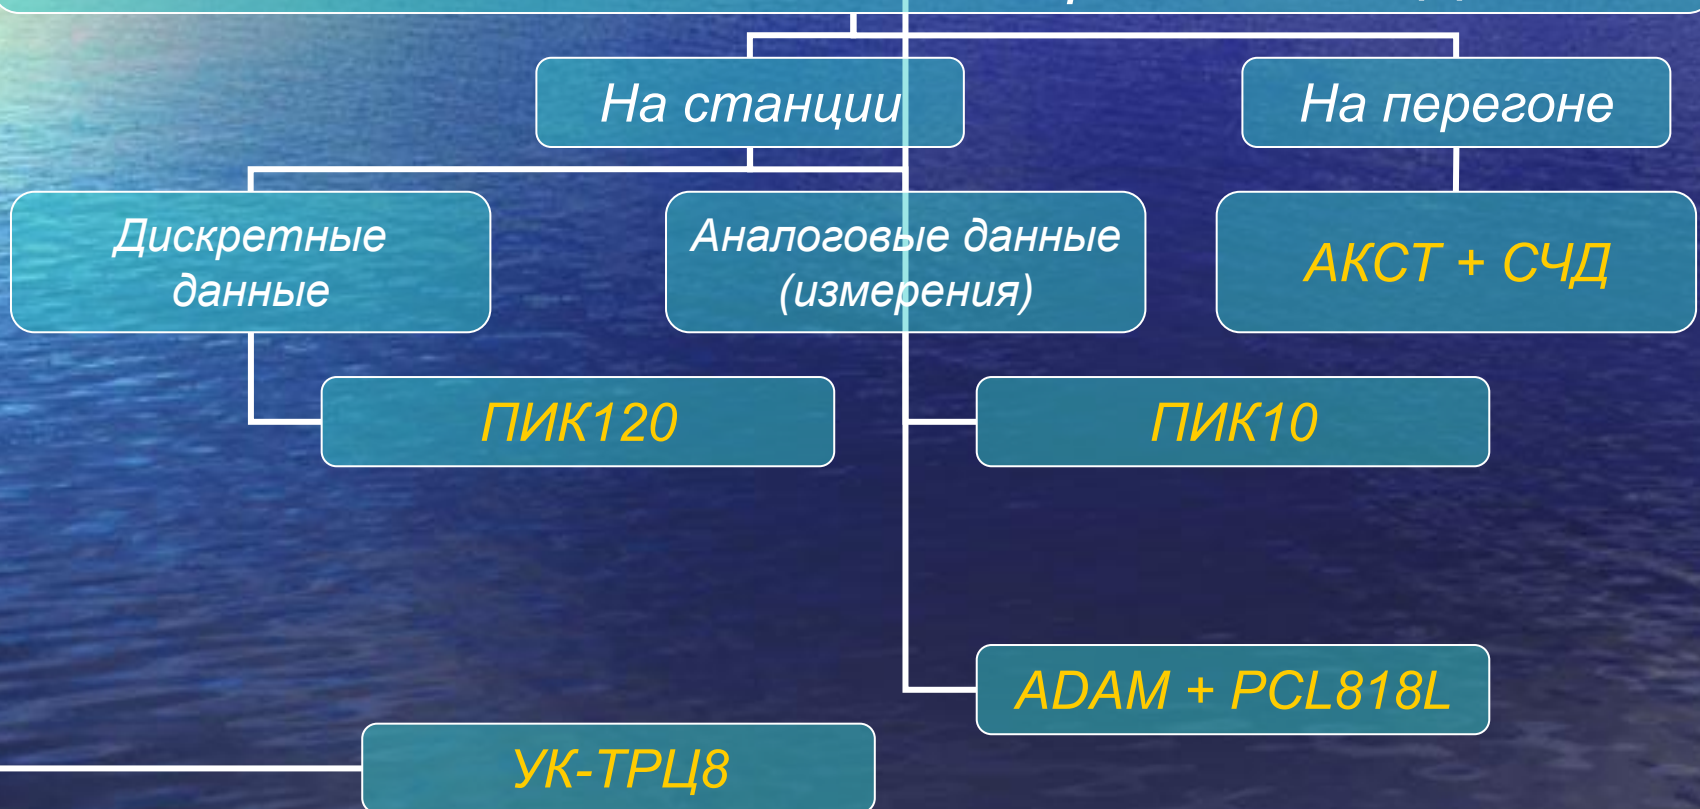 На станции
На перегоне
Дискретные
данные
Аналоговые данные
(измерения)
АКСТ + СЧД
ПИК120
ПИК10
ADAM + PCL818L
УК-ТРЦ8